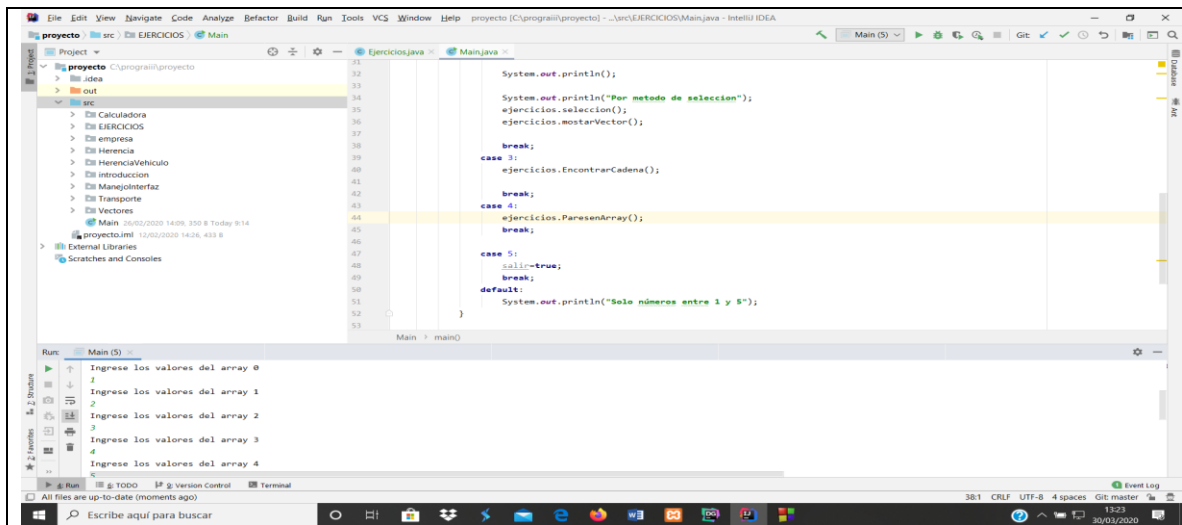 File Edit View Navigate Code Analyze Refactor Build Run Tools VCS Window Help proyecto [C:\prograiii\proyecto] - ...\src\EJERCICIOS\Main.java - IntelliJ IDEA
proyecto src EJERCICIOS Main
Main (5) Git:
Project
Ejercicios.java Main.java
1: Project
proyecto C:\prograiii\proyecto
.idea
out
src
Calculadora
EJERCICIOS
empresa
Herencia
HerenciaVehiculo
introduccion
ManejoInterfaz
Transporte
Vectores
Main 26/02/2020 14:09, 350 B Today 9:14
proyecto.iml 12/02/2020 14:26, 433 B
External Libraries
Scratches and Consoles
31
32 System.out.println();
33
34 System.out.println("Por metodo de seleccion");
35 ejercicios.seleccion();
36 ejercicios.mostarVector();
37
38 break;
39 case 3:
40 ejercicios.EncontrarCadena();
41
42 break;
43 case 4:
44 ejercicios.ParesenArray();
45 break;
46
47 case 5:
48 salir=true;
49 break;
50 default:
51 System.out.println("Solo números entre 1 y 5");
52 }
53
Main > main()
Database
Ant
Run: Main (5)
Ingrese los valores del array 0
1
Ingrese los valores del array 1
2
Ingrese los valores del array 2
3
Ingrese los valores del array 3
4
Ingrese los valores del array 4
5
7: Structure
2: Favorites
4: Run 6: TODO 9: Version Control Terminal Event Log
All files are up-to-date (moments ago) 38:1 CRLF UTF-8 4 spaces Git: master
Escribe aquí para buscar
13:23
30/03/2020